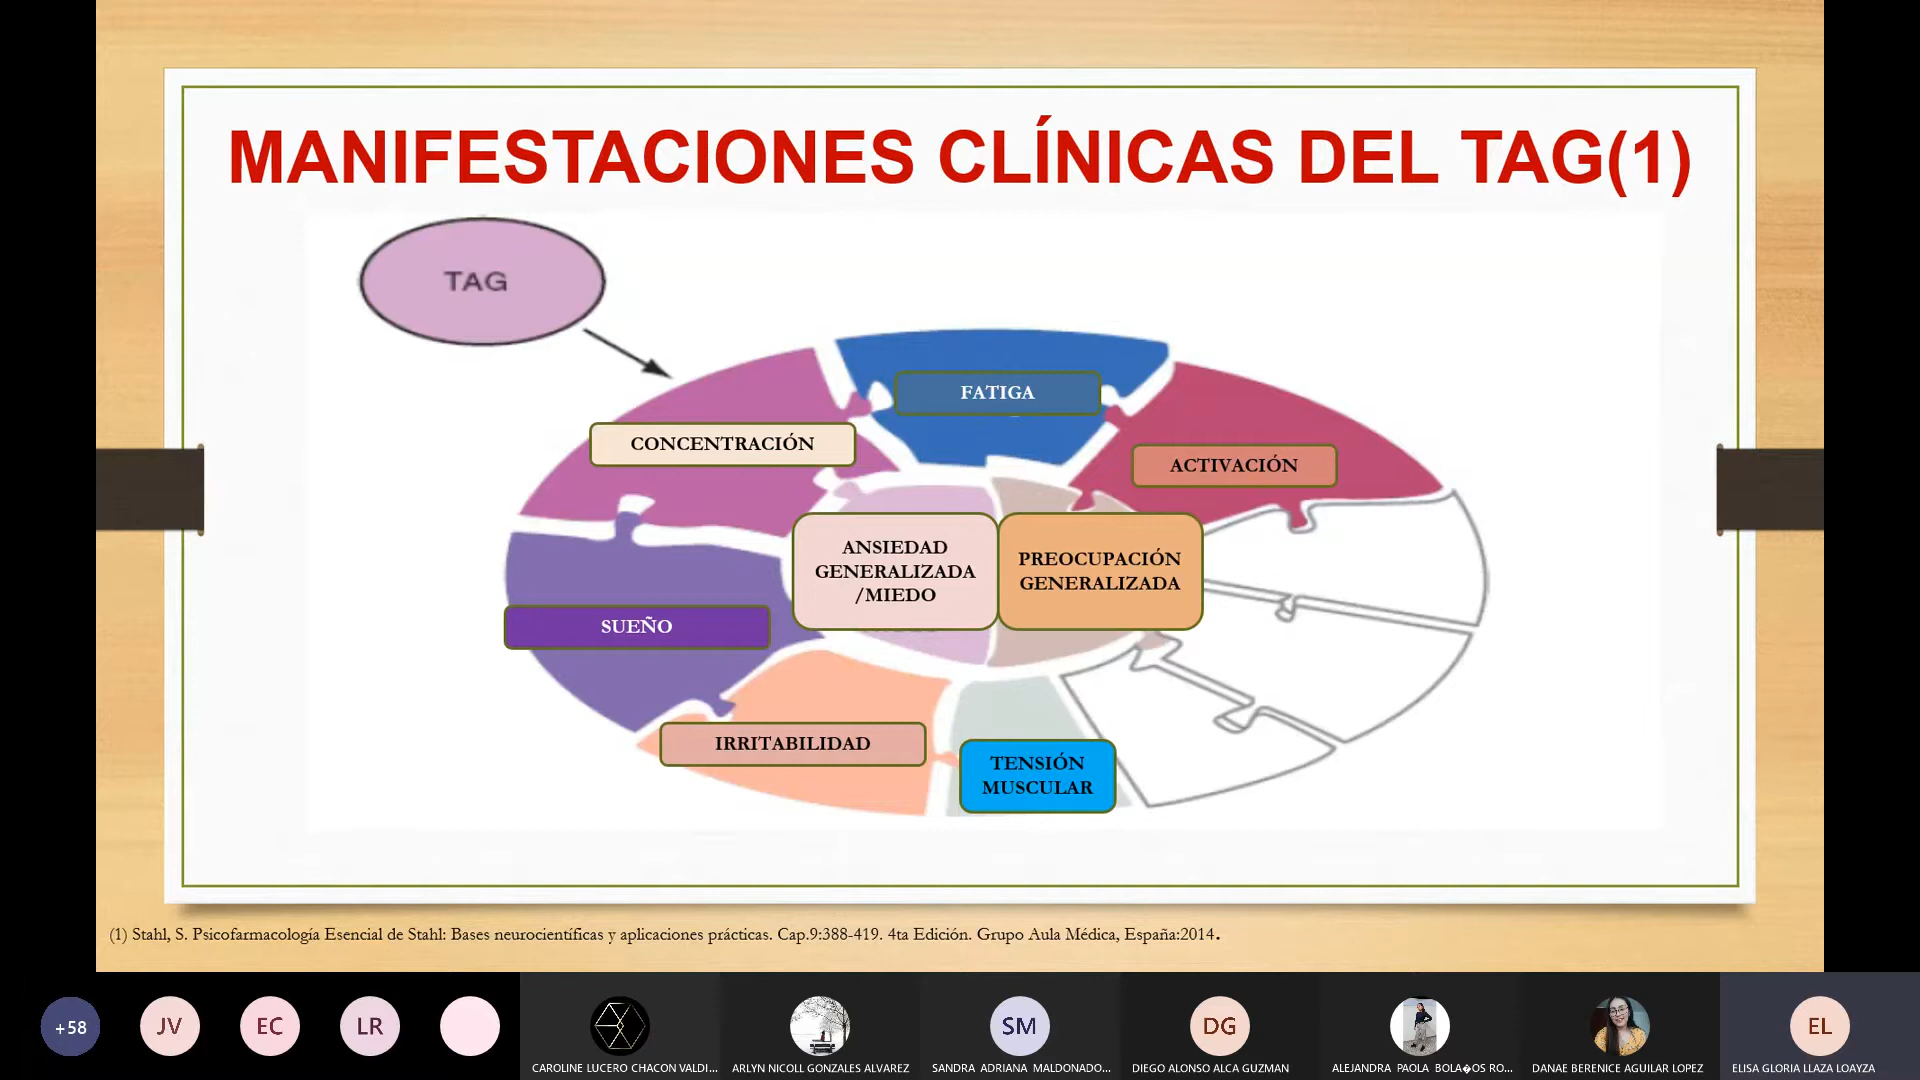 MANIFESTACIONES CLÍNICAS DEL TAG(1)
TAG
FATIGA
CONCENTRACIÓN
ACTIVACIÓN
ANSIEDAD
GENERALIZADA
/MIEDO
PREOCUPACIÓN
GENERALIZADA
SUEÑO
IRRITABILIDAD
TENSIÓN
MUSCULAR
(1) Stahl, S. Psicofarmacología Esencial de Stahl: Bases neurocientíficas y aplicaciones prácticas. Cap.9:388-419. 4ta Edición. Grupo Aula Médica, España:2014.
+58
JV
EC
LR
SM
DG
EL
CAROLINE LUCERO CHACON VALDI...
ARLYN NICOLL GONZALES ALVAREZ
SANDRA ADRIANA MALDONADO...
DIEGO ALONSO ALCA GUZMAN
ALEJANDRA PAOLA BOLA�OS RO...
DANAE BERENICE AGUILAR LOPEZ
ELISA GLORIA LLAZA LOAYZA